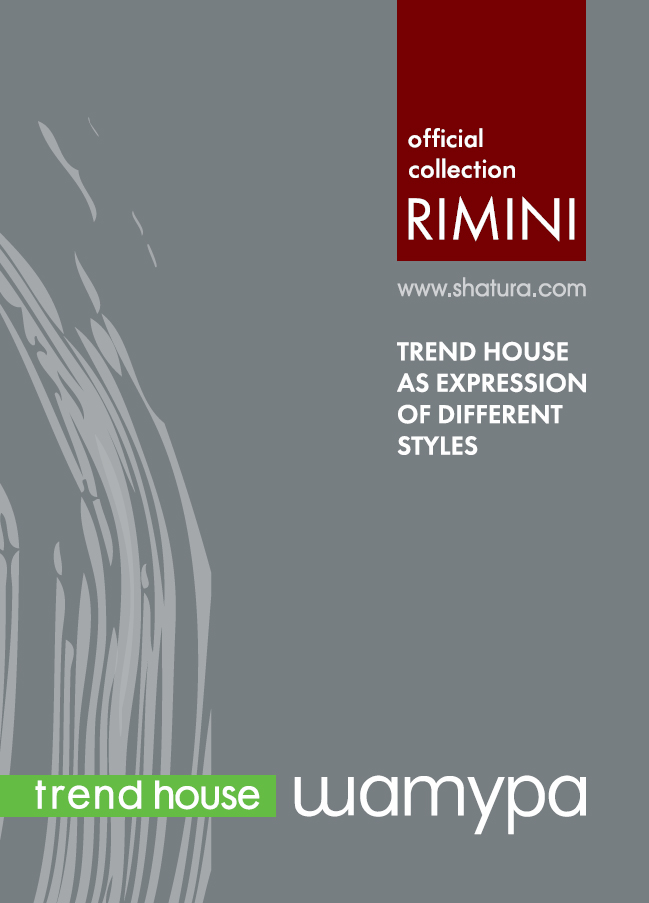 official
collection
RIMINI
www.shatura.com
TREND HOUSE
AS EXPRESSION
OF DIFFERENT
STYLES
trend house шатура